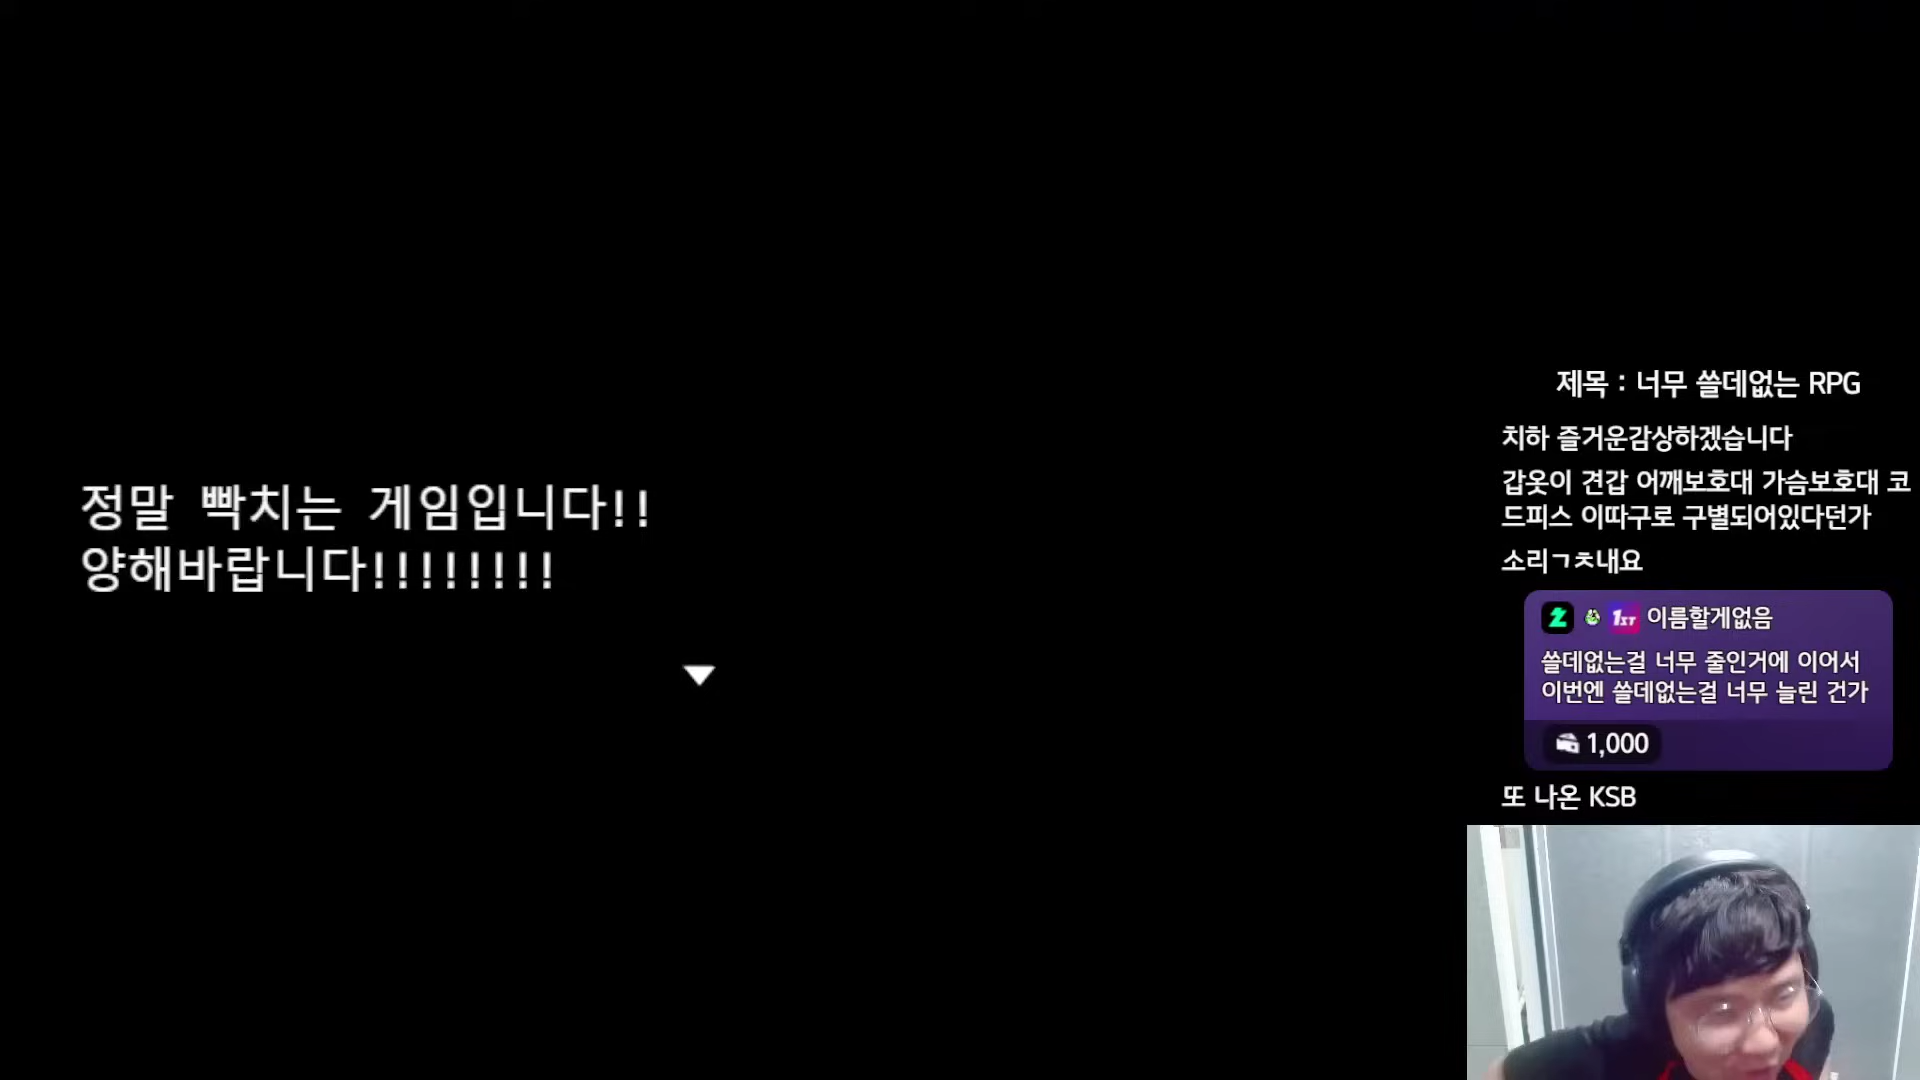 정말 빡치는 게임입니다!!
양해바랍니다!!!!!!!!
제목 : 너무 쓸데없는 RPG
치하 즐거운감상하겠습니다
갑옷이 견갑 어깨보호대 가슴보호대 코
드피스 이따구로 구별되어있다던가
소리ㄱㅊ내요
1ST 이름할게없음
쓸데없는걸 너무 줄인거에 이어서
이번엔 쓸데없는걸 너무 늘린 건가
1,000
또 나온 KSB